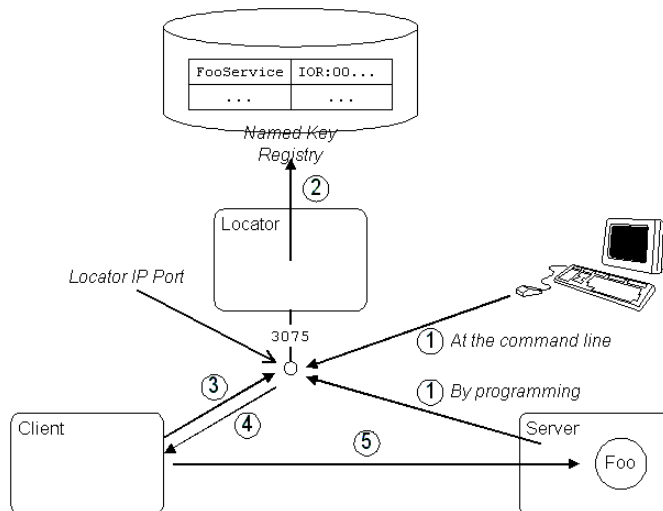 FooService IOR:00...
... ...
Named Key
Registry
2
Locator
Locator IP Port
3075
1 At the command line
3
1 By programming
4
Client
5
Server
Foo